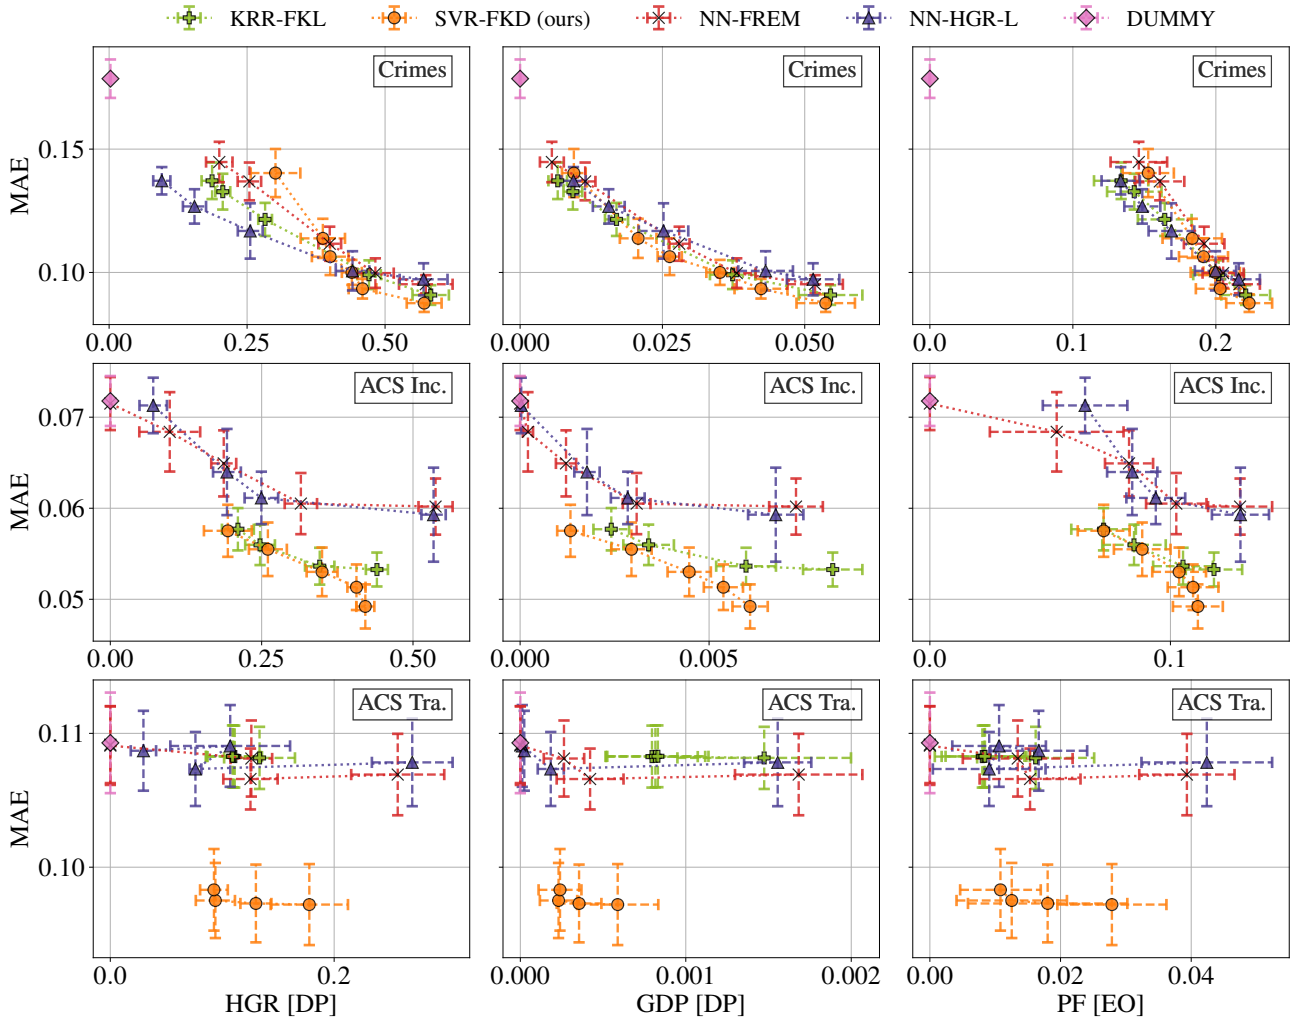 KRR-FKL SVR-FKD (ours) NN-FREM NN-HGR-L DUMMY
Crimes Crimes Crimes
MAE
0.15
0.10
0.00 0.25 0.50 0.000 0.025 0.050 0.0 0.1 0.2
ACS Inc. ACS Inc. ACS Inc.
MAE
0.07
0.06
0.05
0.00 0.25 0.50 0.000 0.005 0.0 0.1
ACS Tra. ACS Tra. ACS Tra.
MAE
0.11
0.10
0.0 0.2 0.000 0.001 0.002 0.00 0.02 0.04
HGR [DP] GDP [DP] PF [EO]